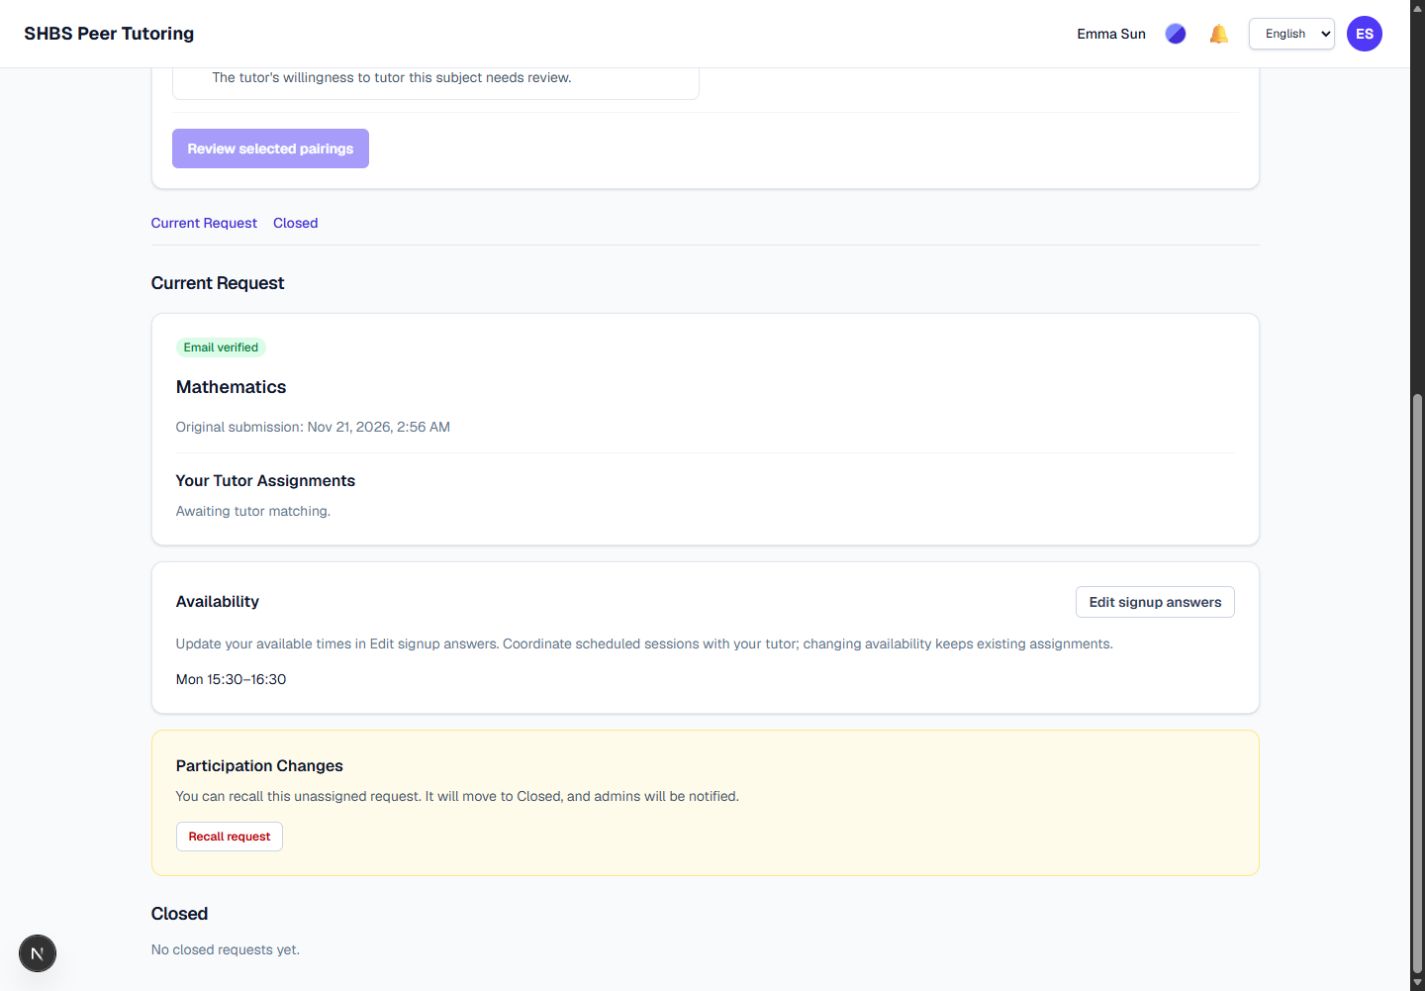 SHBS Peer Tutoring
Emma Sun
English
ES
The tutor's willingness to tutor this subject needs review.
Review selected pairings
Current Request
Closed
Current Request
Email verified
Mathematics
Original submission: Nov 21, 2026, 2:56 AM
Your Tutor Assignments
Awaiting tutor matching.
Availability
Edit signup answers
Update your available times in Edit signup answers. Coordinate scheduled sessions with your tutor; changing availability keeps existing assignments.
Mon 15:30–16:30
Participation Changes
You can recall this unassigned request. It will move to Closed, and admins will be notified.
Recall request
Closed
No closed requests yet.
N